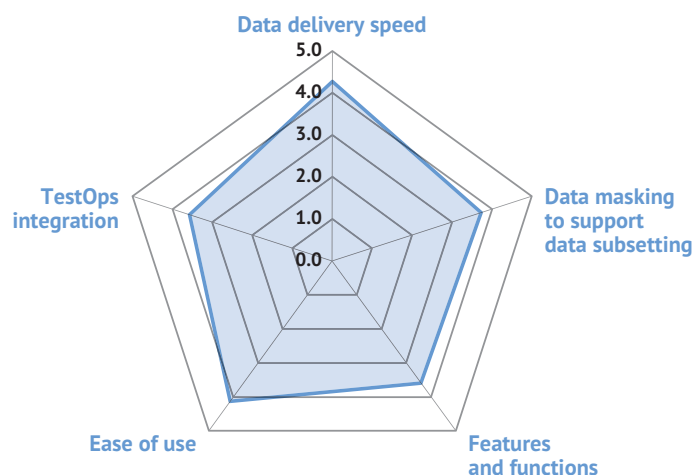 Data delivery speed
5.0
4.0
3.0
2.0
1.0
0.0
TestOps
integration
Data masking
to support
data subsetting
Ease of use
Features
and functions